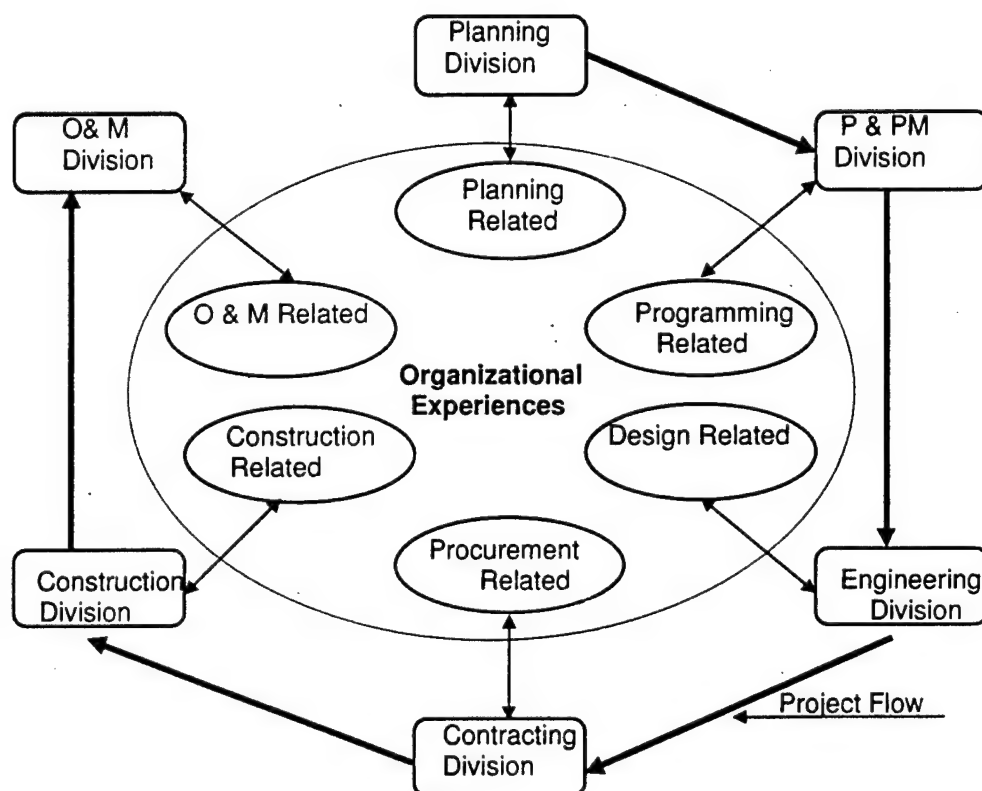 Planning
Division
O& M
Division
P & PM
Division
Planning
Related
O & M Related
Programming
Related
Organizational
Experiences
Construction
Related
Design Related
Procurement
Related
Construction
Division
Engineering
Division
Project Flow
Contracting
Division